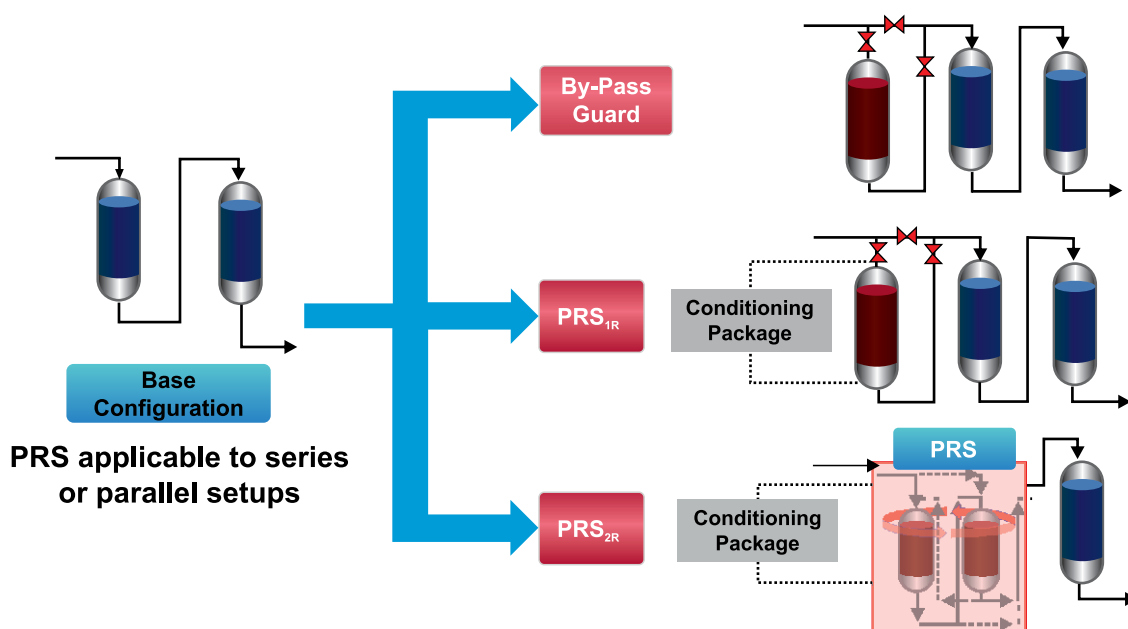 By-Pass
Guard
Base
Configuration
PRS applicable to series
or parallel setups
PRS1R
Conditioning
Package
PRS2R
Conditioning
Package
PRS